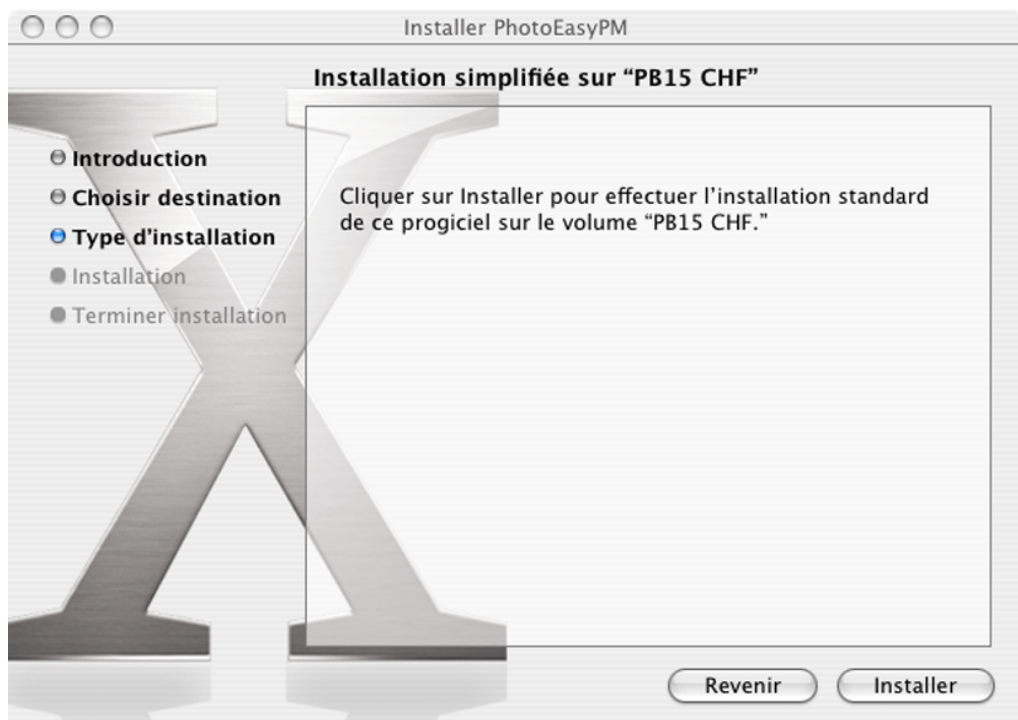 Installer PhotoEasyPM
Installation simplifiée sur “PB15 CHF”
Introduction
Choisir destination
Type d’installation
Installation
Terminer installation
Cliquer sur Installer pour effectuer l’installation standard
de ce progiciel sur le volume “PB15 CHF.”
Revenir
Installer